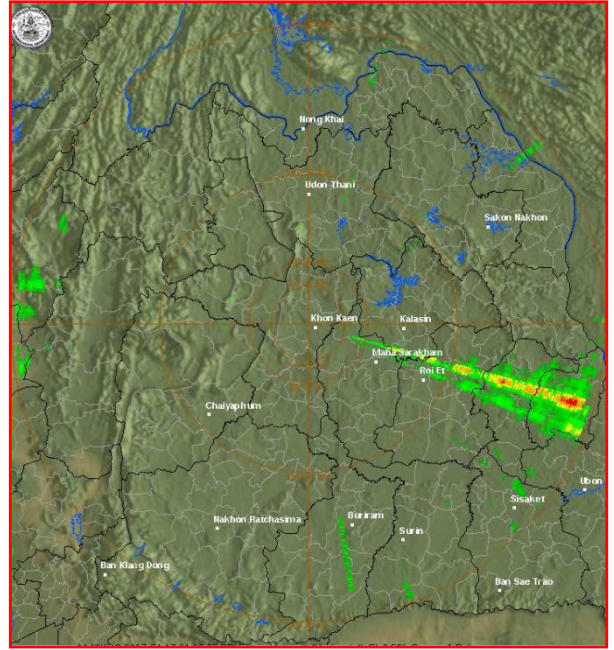 Nong Khai
Udon Thani
Sakon Nakhon
Khon Kaen
Kalasin
Maha Sarakham
Roi Et
Chaiyaphum
Ubon
Sisaket
Nakhon Ratchasima
Buriram
Surin
Ban Klang Dong
Ban Sae Trao